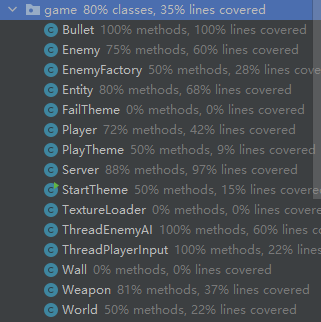 game 80% classes, 35% lines covered
Bullet 100% methods, 100% lines covered
Enemy 75% methods, 60% lines covered
EnemyFactory 50% methods, 28% lines covered
Entity 80% methods, 68% lines covered
FailTheme 0% methods, 0% lines covered
Player 72% methods, 42% lines covered
PlayTheme 50% methods, 9% lines covered
Server 88% methods, 97% lines covered
StartTheme 50% methods, 15% lines covered
TextureLoader 0% methods, 0% lines covered
ThreadEnemyAI 100% methods, 60% lines covered
ThreadPlayerInput 100% methods, 22% lines covered
Wall 0% methods, 0% lines covered
Weapon 81% methods, 37% lines covered
World 50% methods, 22% lines covered